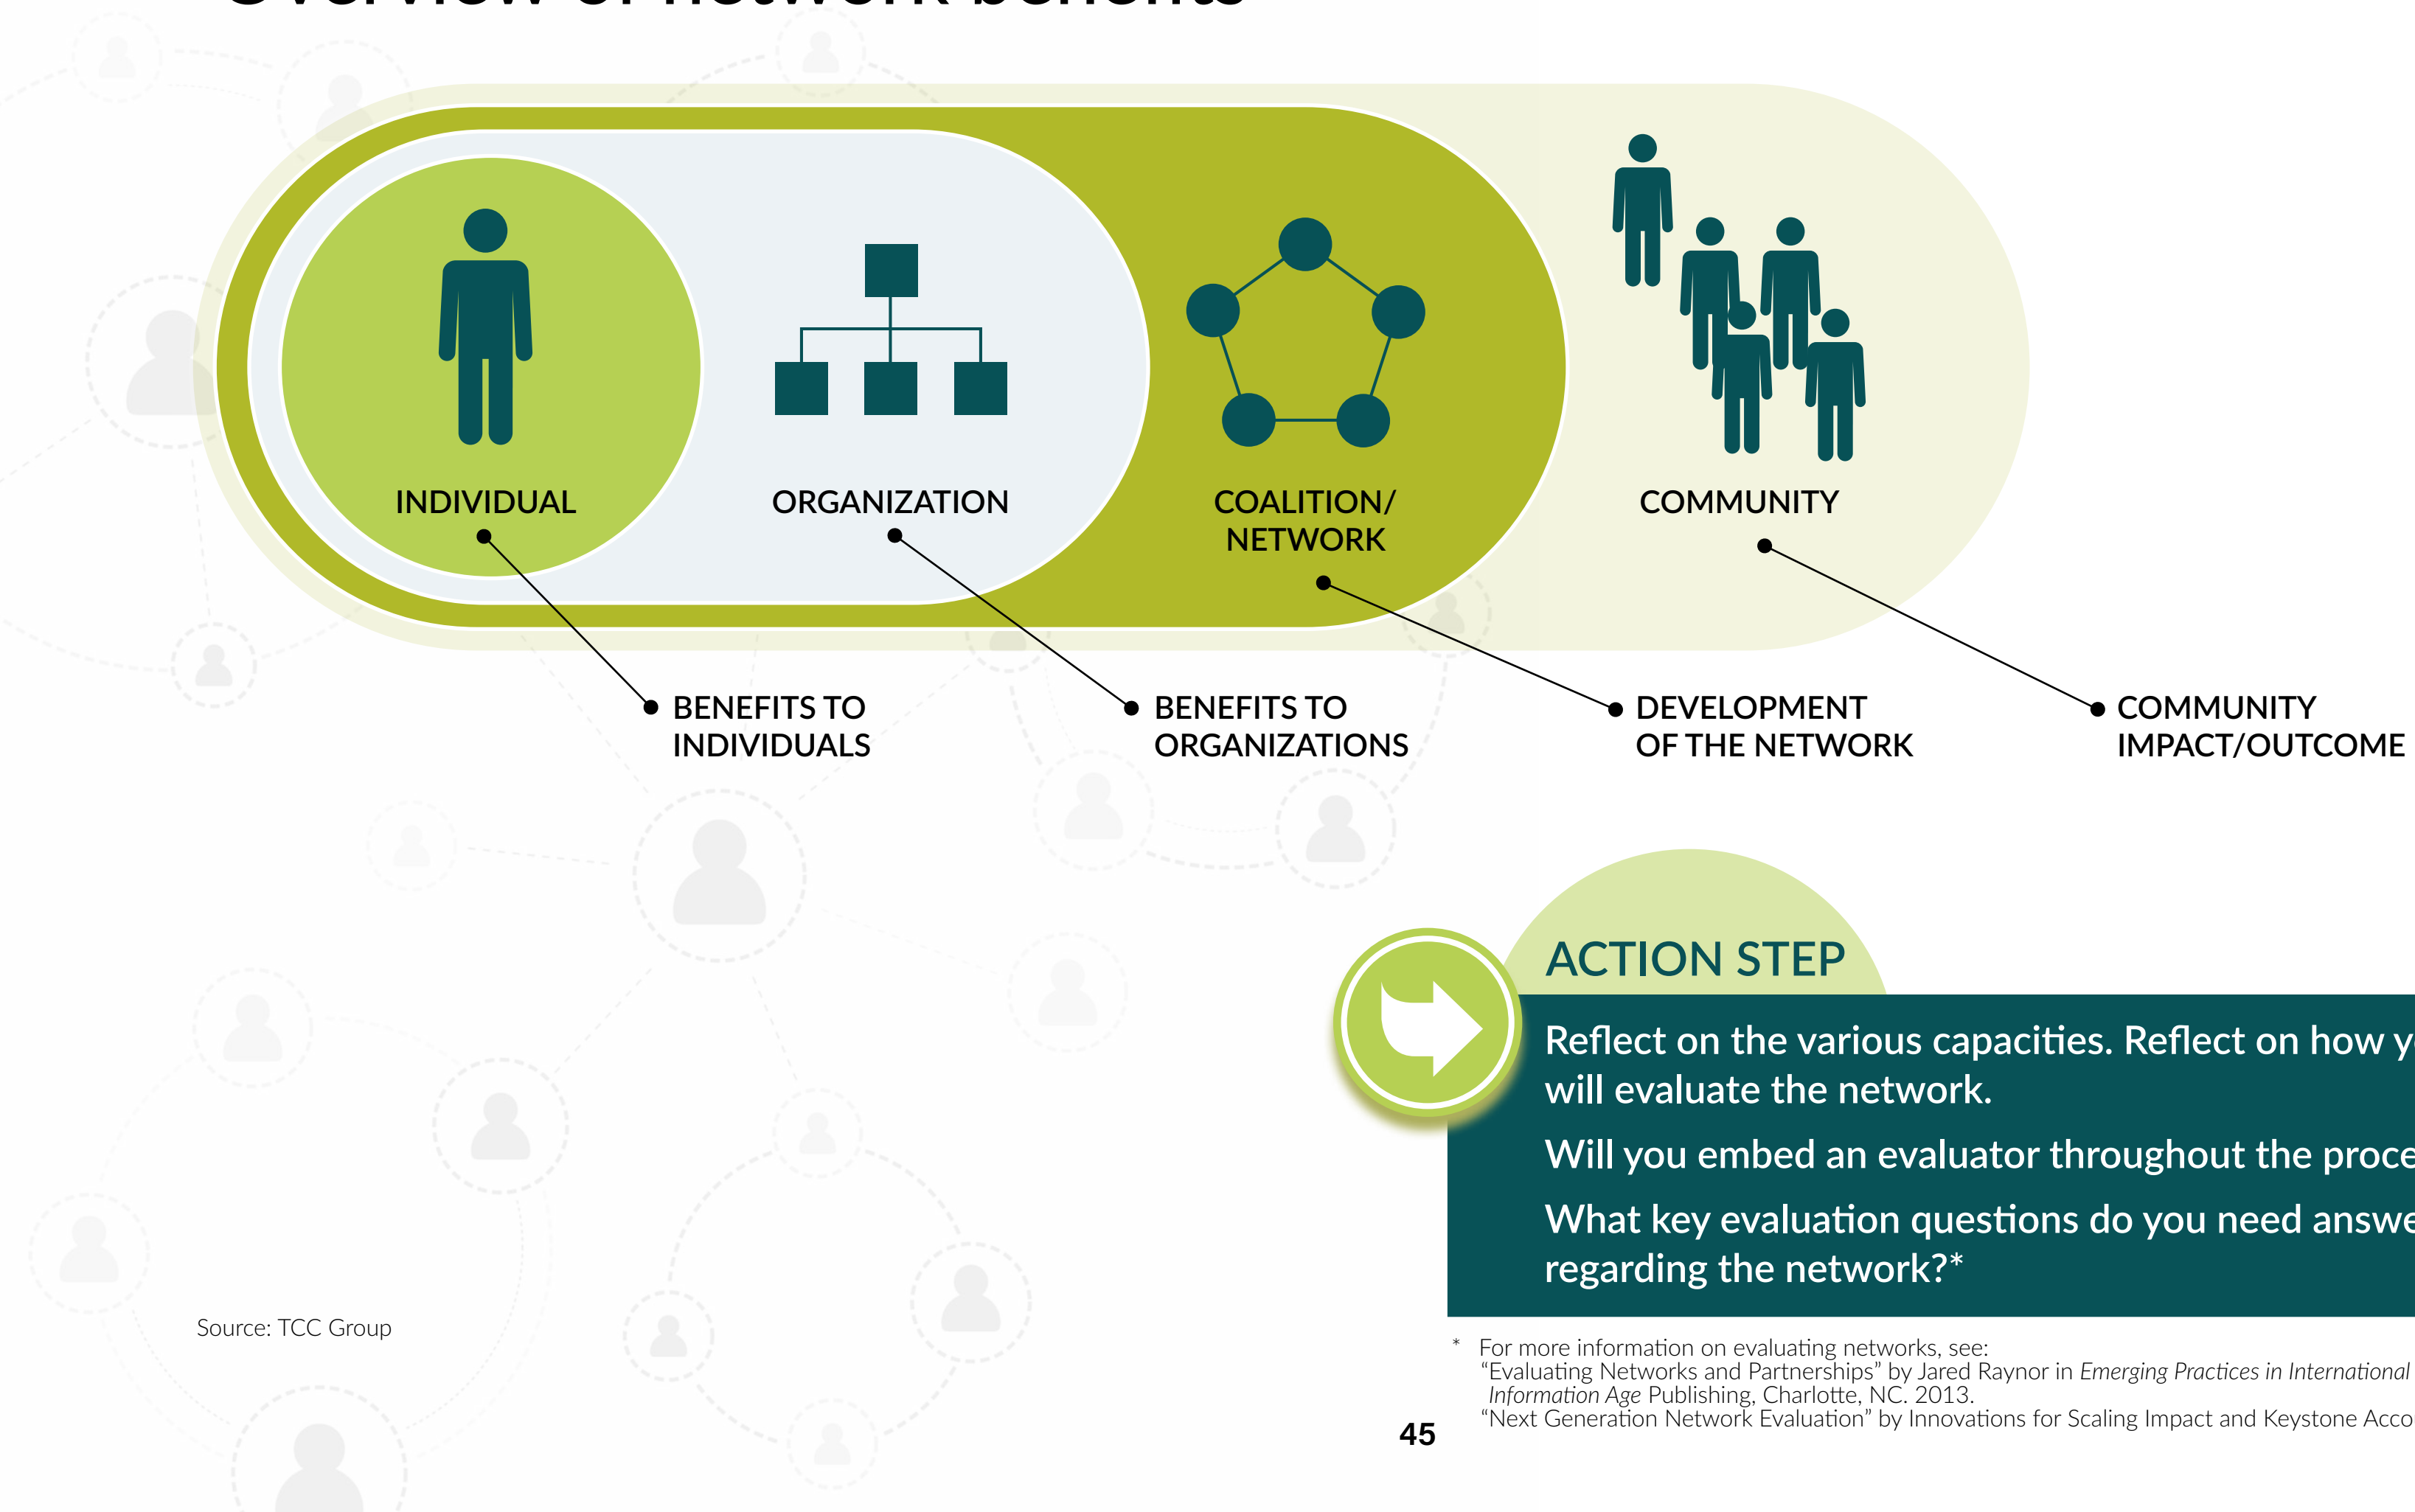 Overview of network benefits
INDIVIDUAL
ORGANIZATION
COALITION/
NETWORK
COMMUNITY
BENEFITS TO
INDIVIDUALS
BENEFITS TO
ORGANIZATIONS
DEVELOPMENT
OF THE NETWORK
COMMUNITY
IMPACT/OUTCOME
ACTION STEP
Reflect on the various capacities. Reflect on how
will evaluate the network.
Will you embed an evaluator throughout the
What key evaluation questions do you need
regarding the network?*
Source: TCC Group
* For more information on evaluating networks, see:
“Evaluating Networks and Partnerships” by Jared Raynor in Emerging Practices in International
Information Age Publishing, Charlotte, NC. 2013.
“Next Generation Network Evaluation” by Innovations for Scaling Impact and Keystone
45